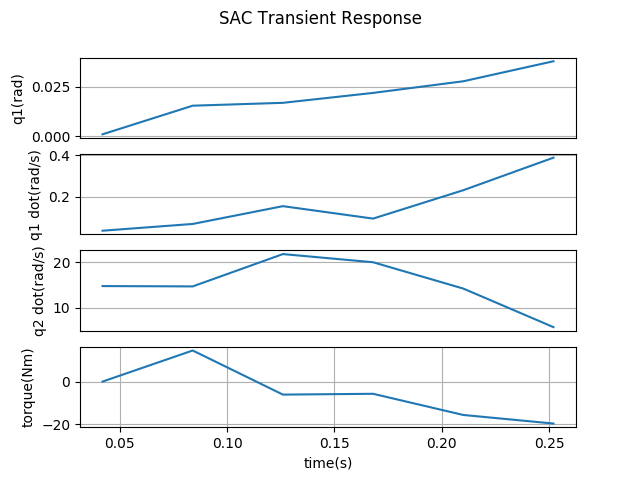 SAC Transient Response
q1(rad)
0.025
0.000
q1 dot(rad/s)
0.4
0.2
q2 dot(rad/s)
20
10
torque(Nm)
0
−20
0.05 0.10 0.15 0.20 0.25
time(s)